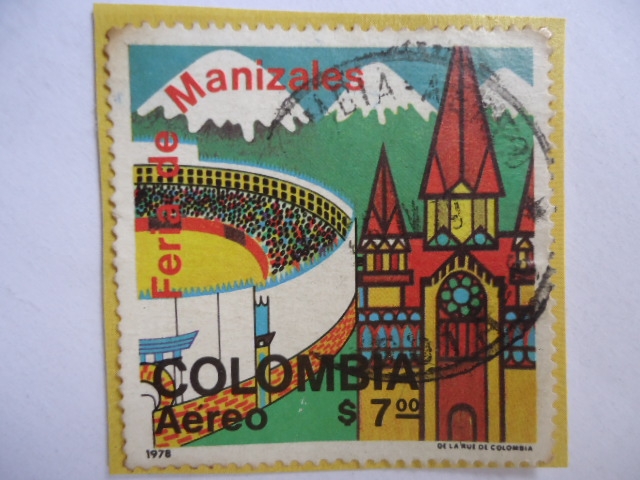 Feria de Manizales
COLOMBIA
Aéreo $ 7.00
1978
DE LA RUE DE COLOMBIA